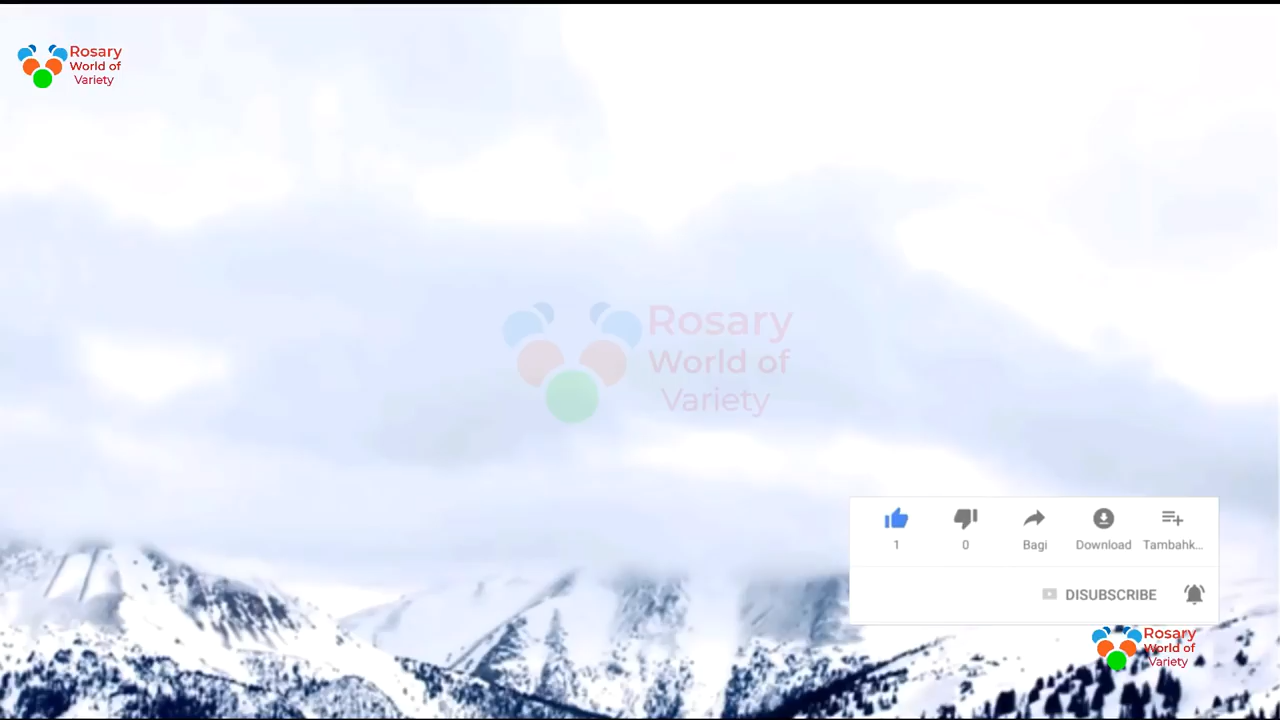 Rosary
World of
Variety
Rosary
World of
Variety
1 0 Bagi Download Tambahk...
DISUBSCRIBE
Rosary
World of
Variety